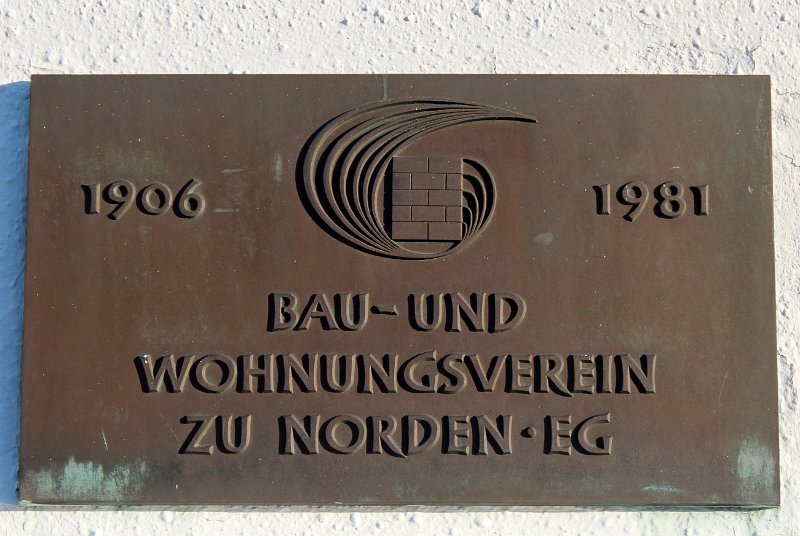 1906 1981
BAU-UND
WOHNUNGSVEREIN
ZU NORDEN·EG